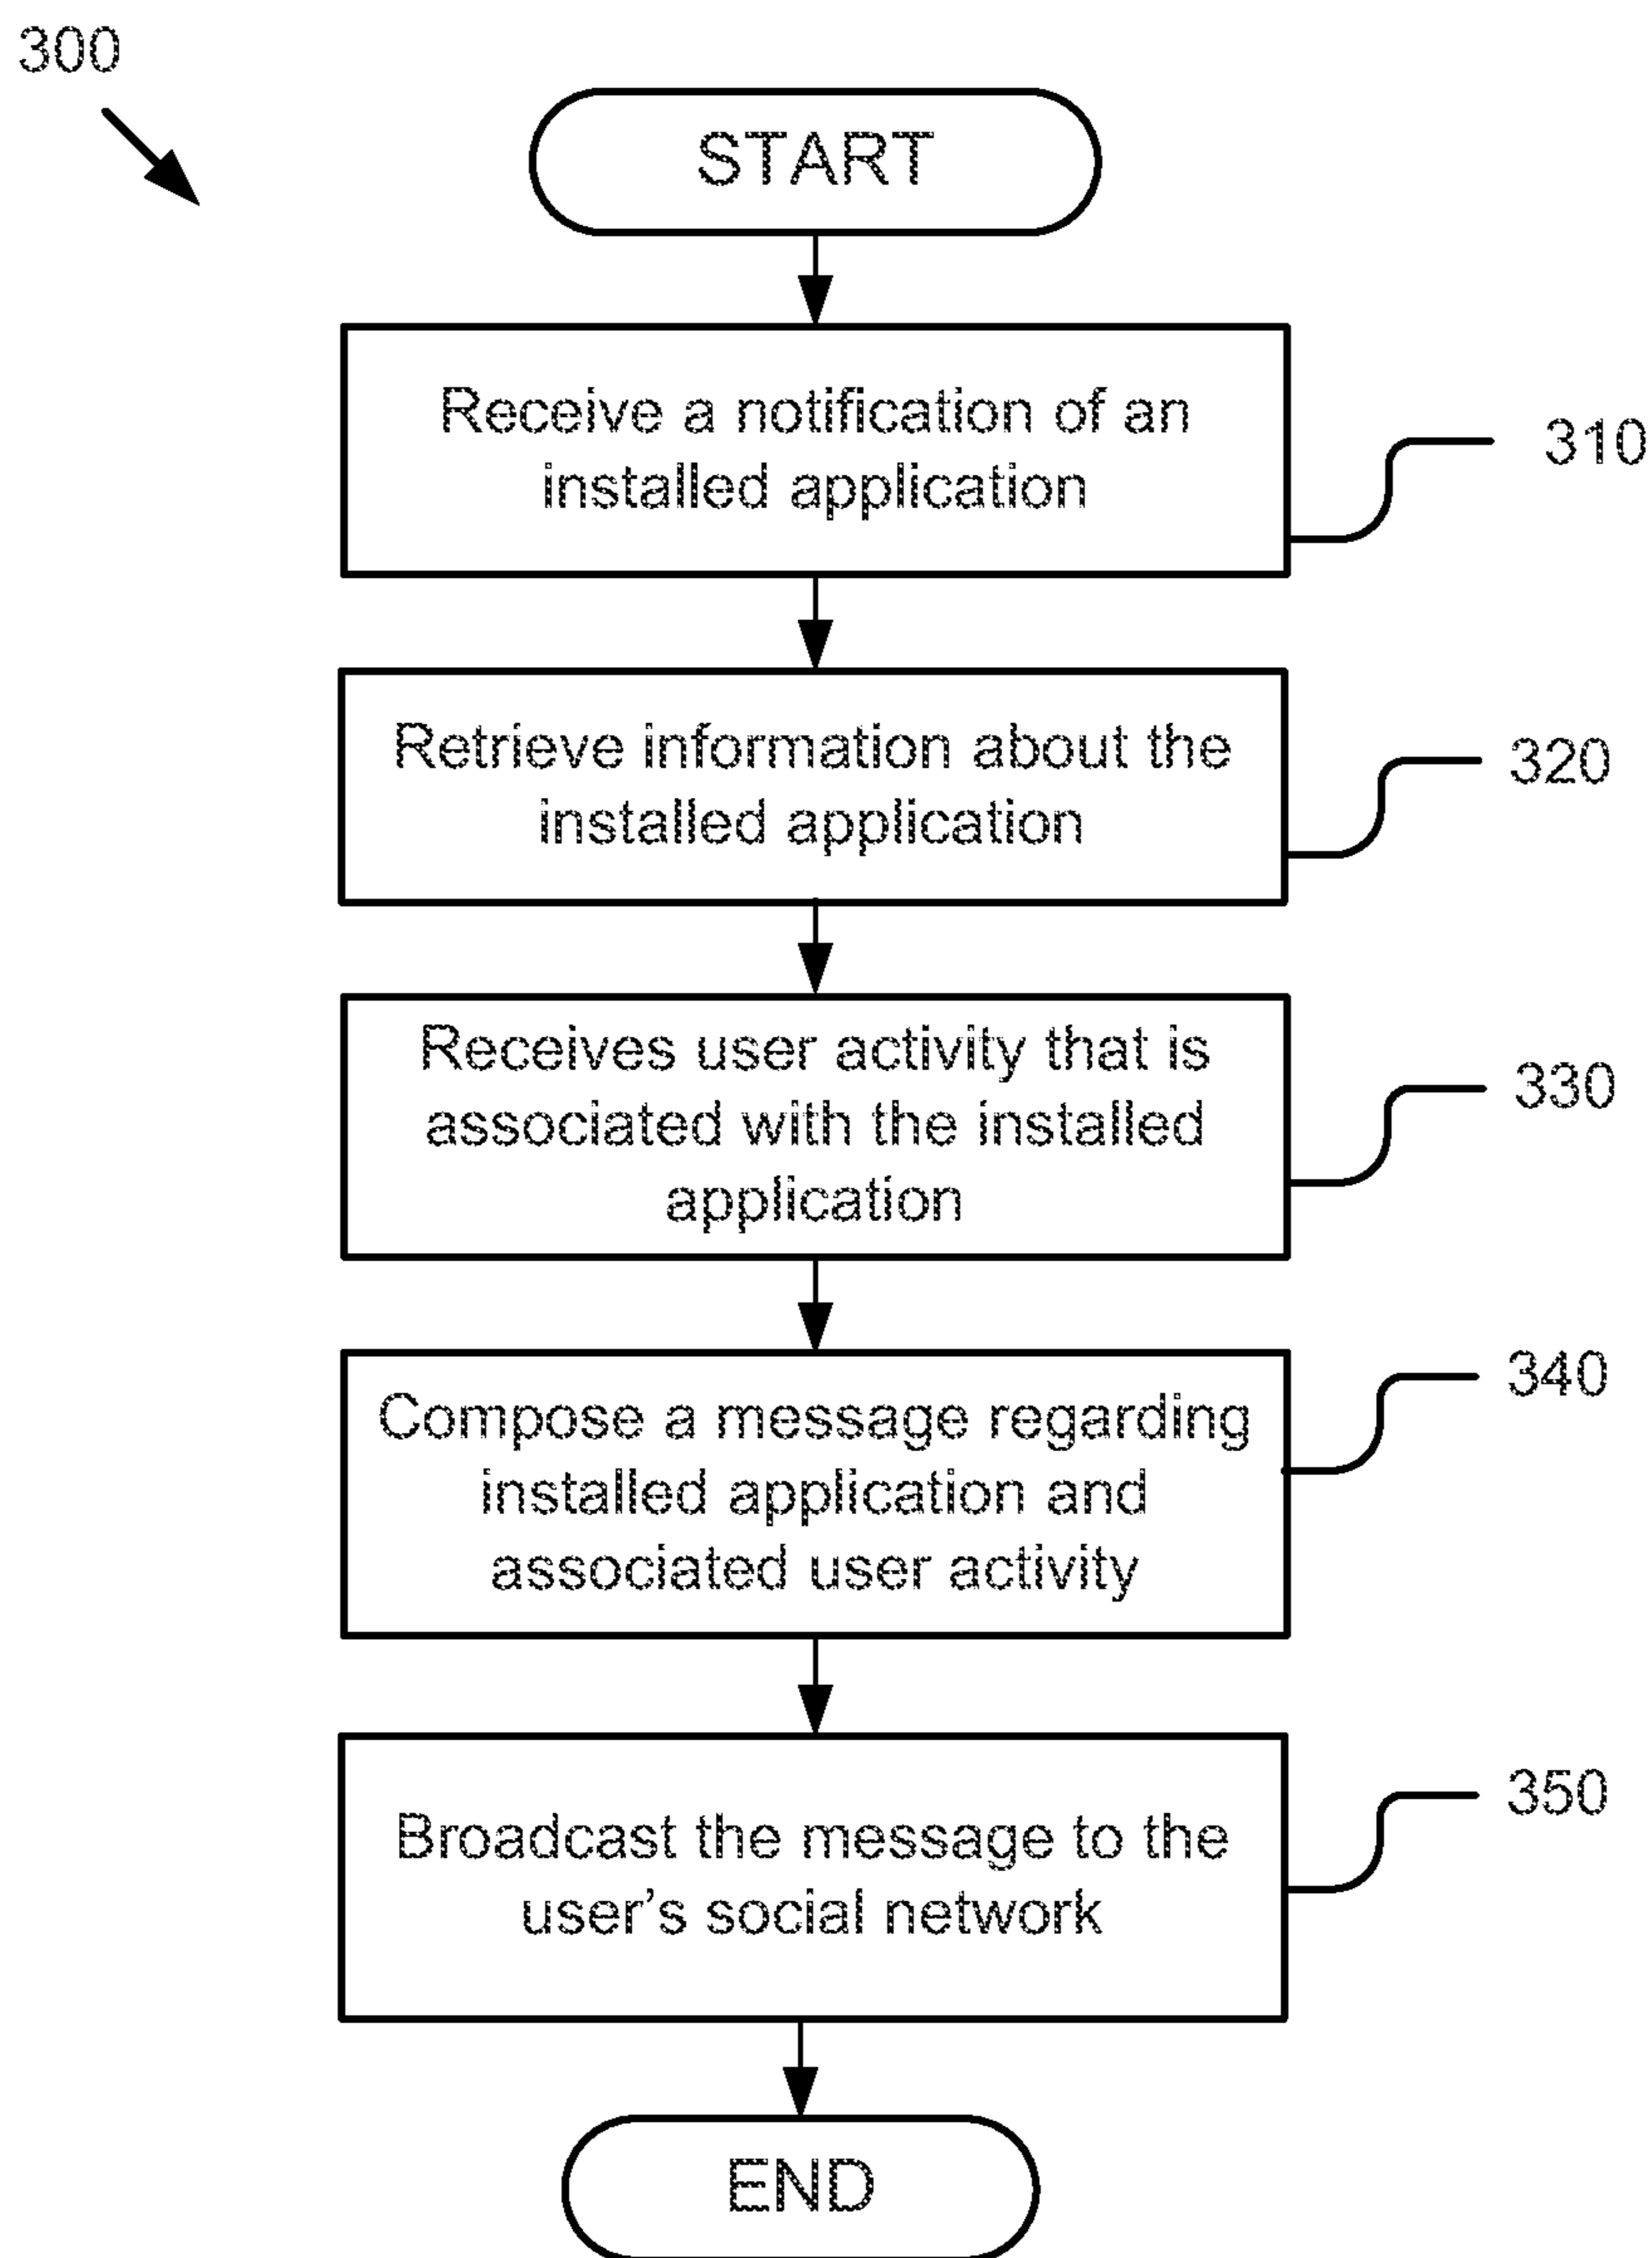 300
START
Receive a notification of an
installed application
310
Retrieve information about the
installed application
320
Receives user activity that is
associated with the installed
application
330
Compose a message regarding
installed application and
associated user activity
340
Broadcast the message to the
user's social network
350
END